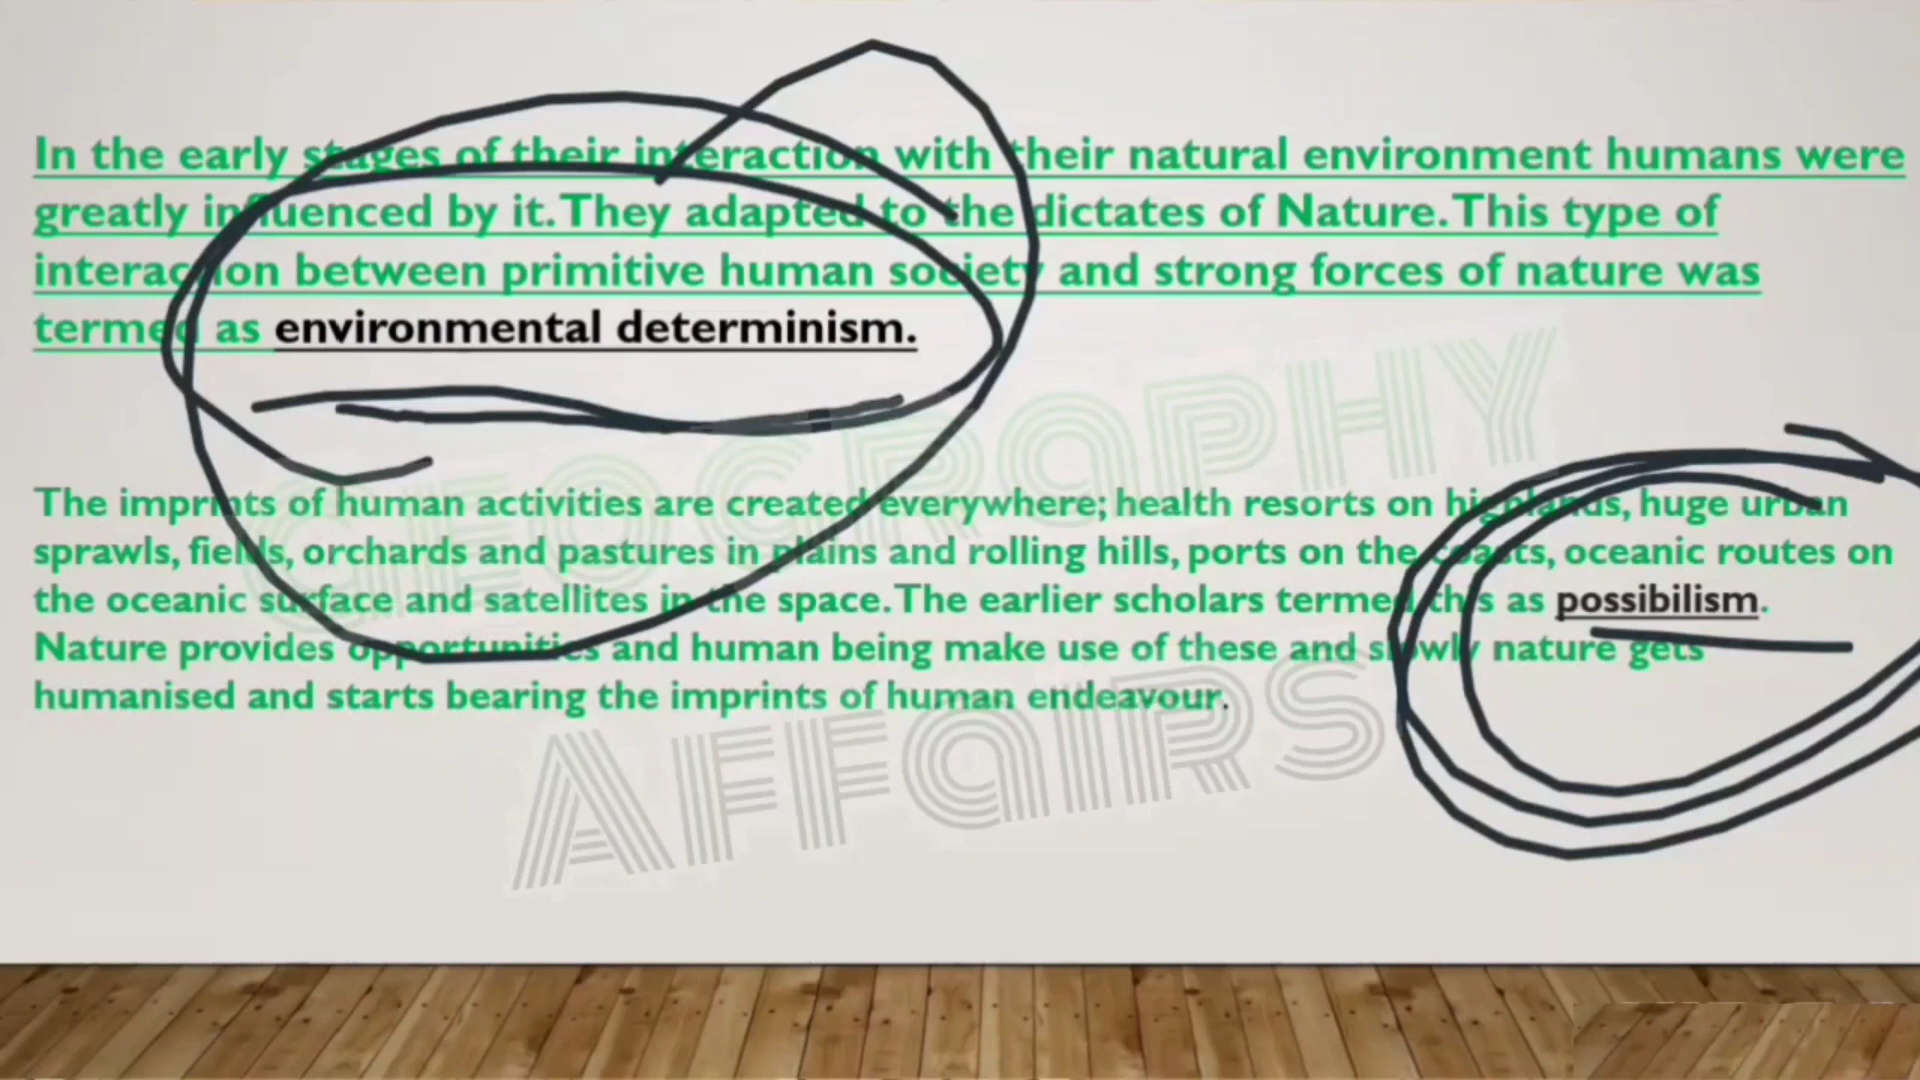 In the early stages of their interaction with their natural environment humans were
greatly influenced by it. They adapted to the dictates of Nature. This type of
interaction between primitive human society and strong forces of nature was
termed as environmental determinism.
GEOGRAPHY
The imprints of human activities are created everywhere; health resorts on highlands, huge urban
sprawls, fields, orchards and pastures in plains and rolling hills, ports on the coasts, oceanic routes on
the oceanic surface and satellites in the space. The earlier scholars termed this as possibilism.
Nature provides opportunities and human being make use of these and slowly nature gets
humanised and starts bearing the imprints of human endeavour.
AFFAIRS